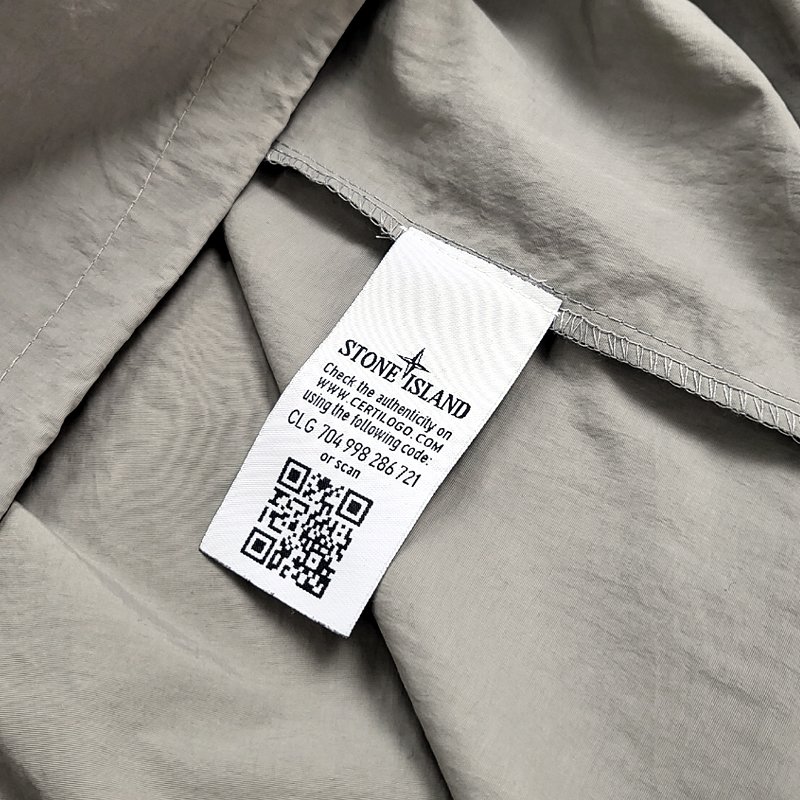 STONE ISLAND
Check the authenticity on
WWW.CERTILOGO.COM
using the following code:
CLG 704 998 286 721
or scan